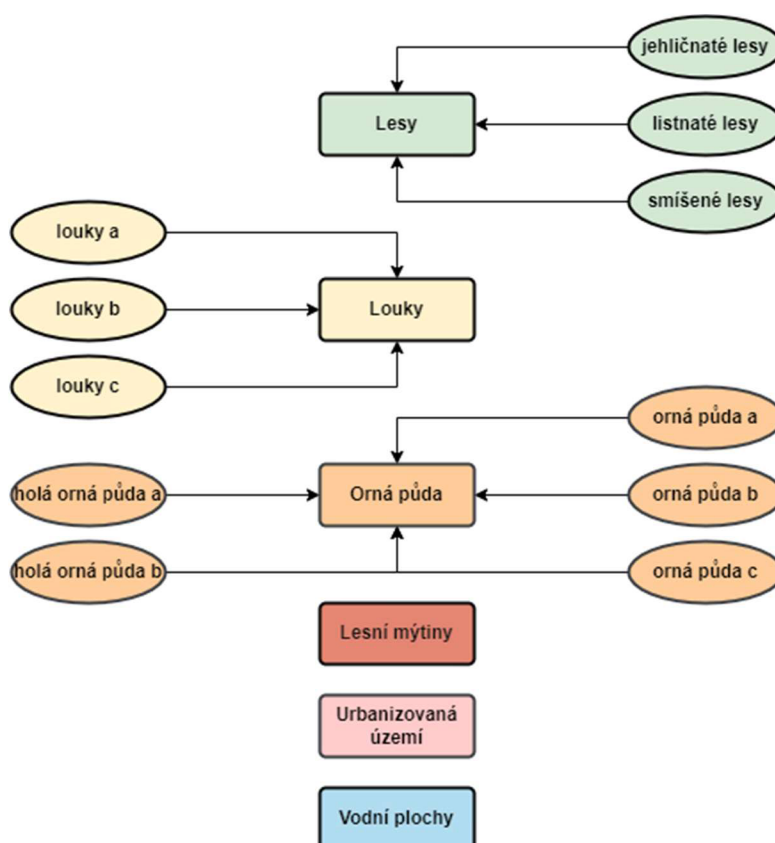 jehličnaté lesy
Lesy
listnaté lesy
smíšené lesy
louky a
louky b
Louky
louky c
orná půda a
holá orná půda a
Orná půda
orná půda b
holá orná půda b
orná půda c
Lesní mýtiny
Urbanizovaná
území
Vodní plochy